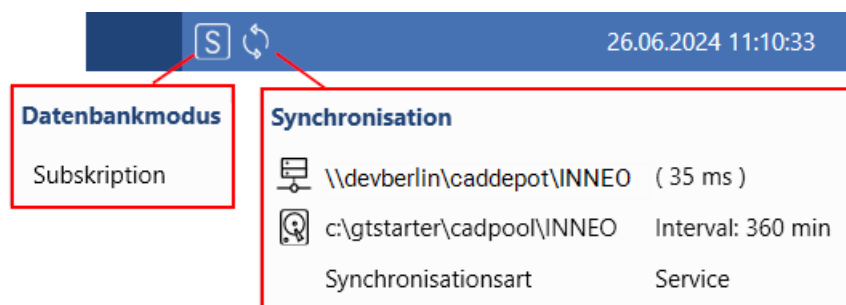 S 26.06.2024 11:10:33
Datenbankmodus
Subskription
Synchronisation
\\devberlin\caddepot\INNEO ( 35 ms )
c:\gtstarter\cadpool\INNEO Interval: 360 min
Synchronisationsart Service